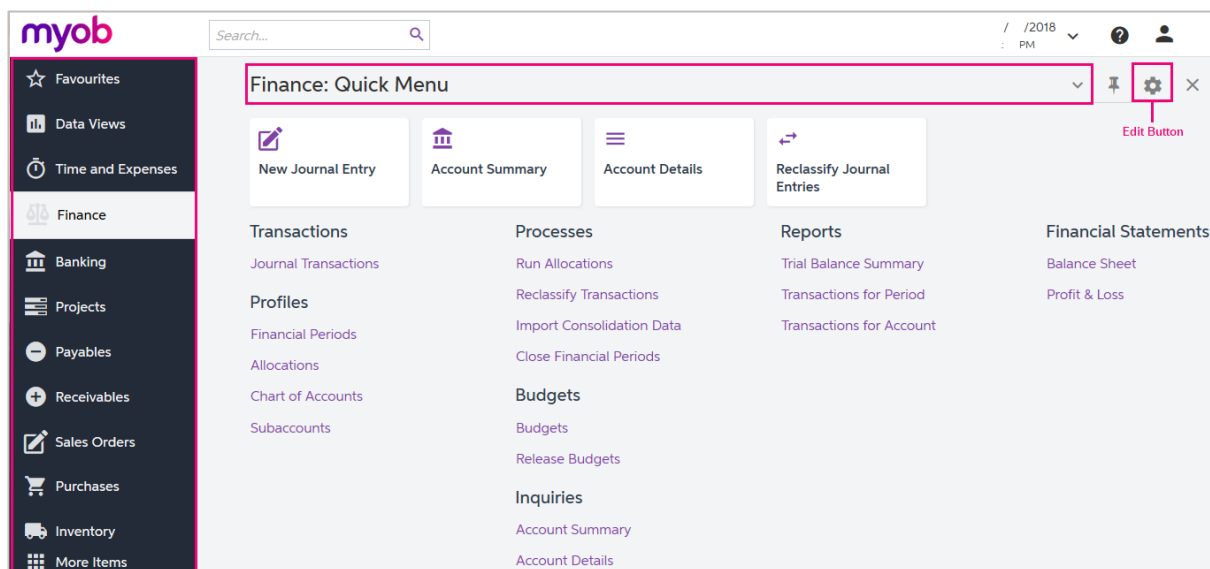 myob
Search...
/ /2018
: PM
Favourites
Data Views
Time and Expenses
Finance
Banking
Projects
Payables
Receivables
Sales Orders
Purchases
Inventory
More Items
Finance: Quick Menu
Edit Button
New Journal Entry
Account Summary
Account Details
Reclassify Journal
Entries
Transactions
Journal Transactions
Profiles
Financial Periods
Allocations
Chart of Accounts
Subaccounts
Processes
Run Allocations
Reclassify Transactions
Import Consolidation Data
Close Financial Periods
Budgets
Budgets
Release Budgets
Inquiries
Account Summary
Account Details
Reports
Trial Balance Summary
Transactions for Period
Transactions for Account
Financial Statements
Balance Sheet
Profit & Loss